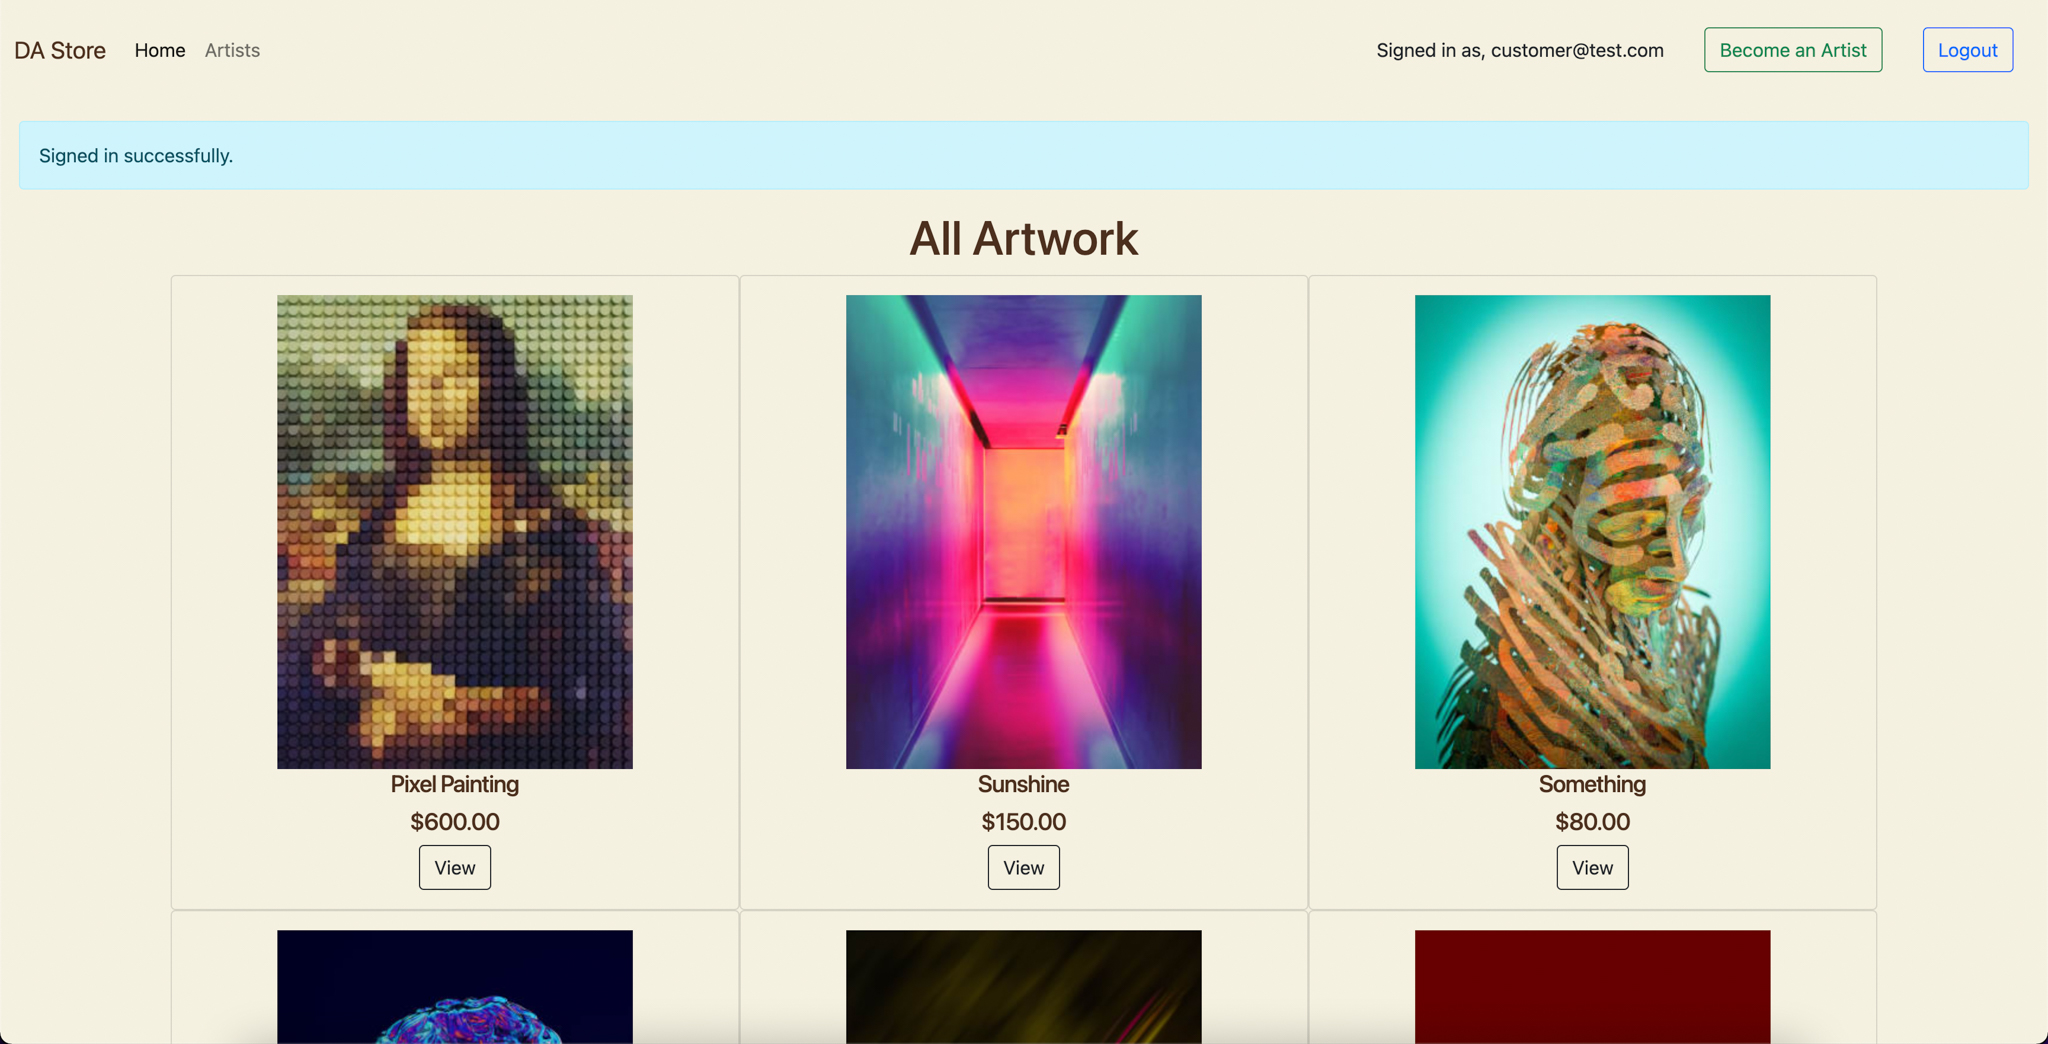 DA Store Home Artists Signed in as, customer@test.com Become an Artist Logout
Signed in successfully.
All Artwork
Pixel Painting Sunshine Something
$600.00 $150.00 $80.00
View View View